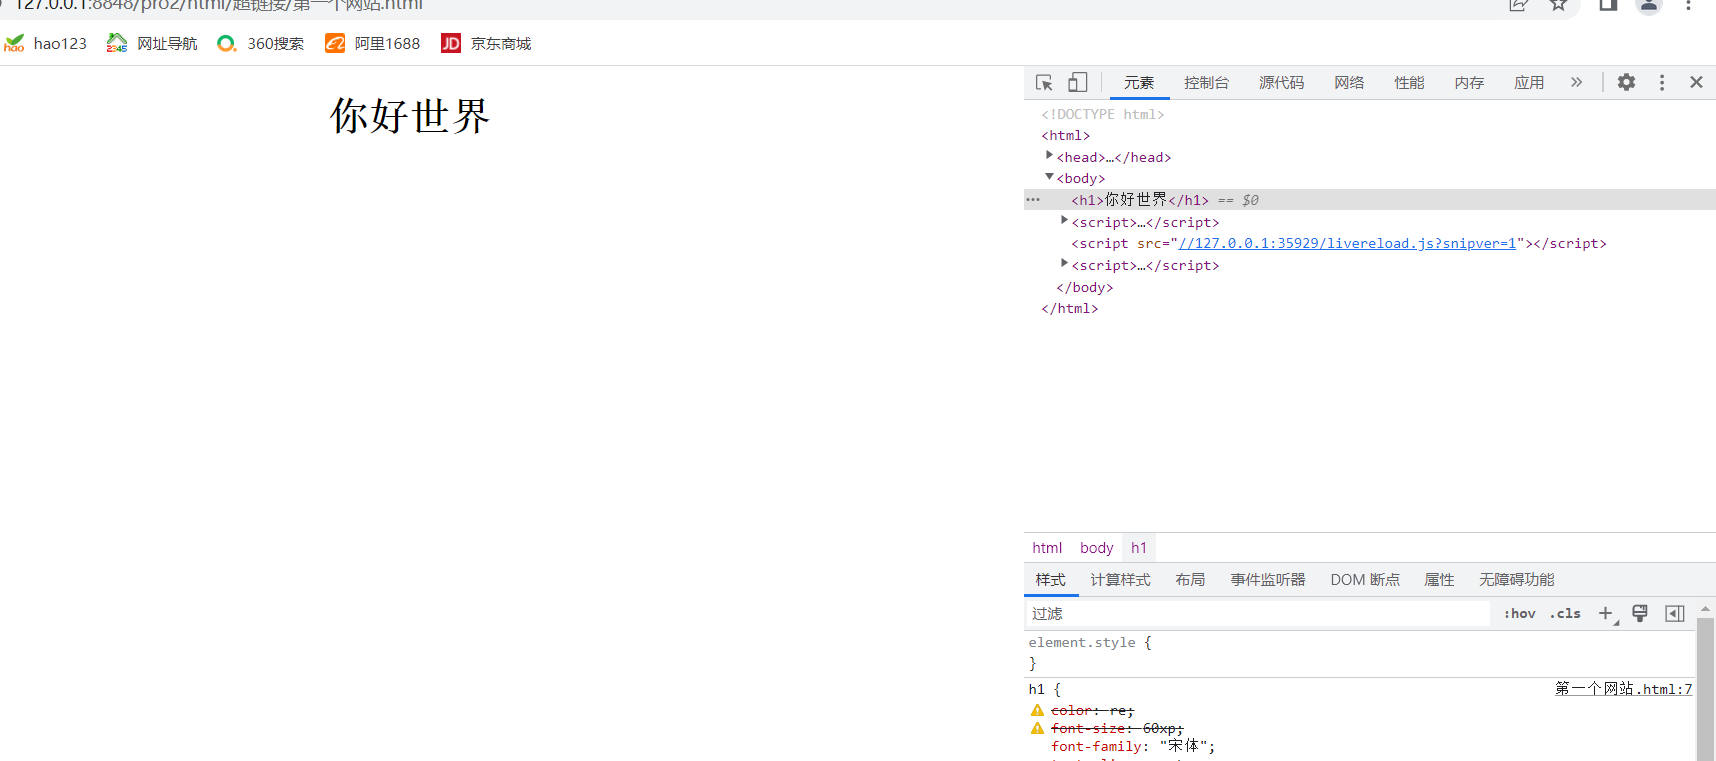 127.0.0.1:8848/pro2/html/超链接/第一个网站.html
hao hao123 2345 网址导航 360搜索 阿里1688 JD 京东商城
元素 控制台 源代码 网络 性能 内存 应用 »
你好世界
<!DOCTYPE html>
<html>
<head>…</head>
<body>
<h1>你好世界</h1> == $0
<script>…</script>
<script src="//127.0.0.1:35929/livereload.js?snipver=1"></script>
<script>…</script>
</body>
</html>
html body h1
样式 计算样式 布局 事件监听器 DOM 断点 属性 无障碍功能
过滤 :hov .cls +
element.style {
}
h1 { 第一个网站.html:7
color: re;
font-size: 60xp;
font-family: "宋体";